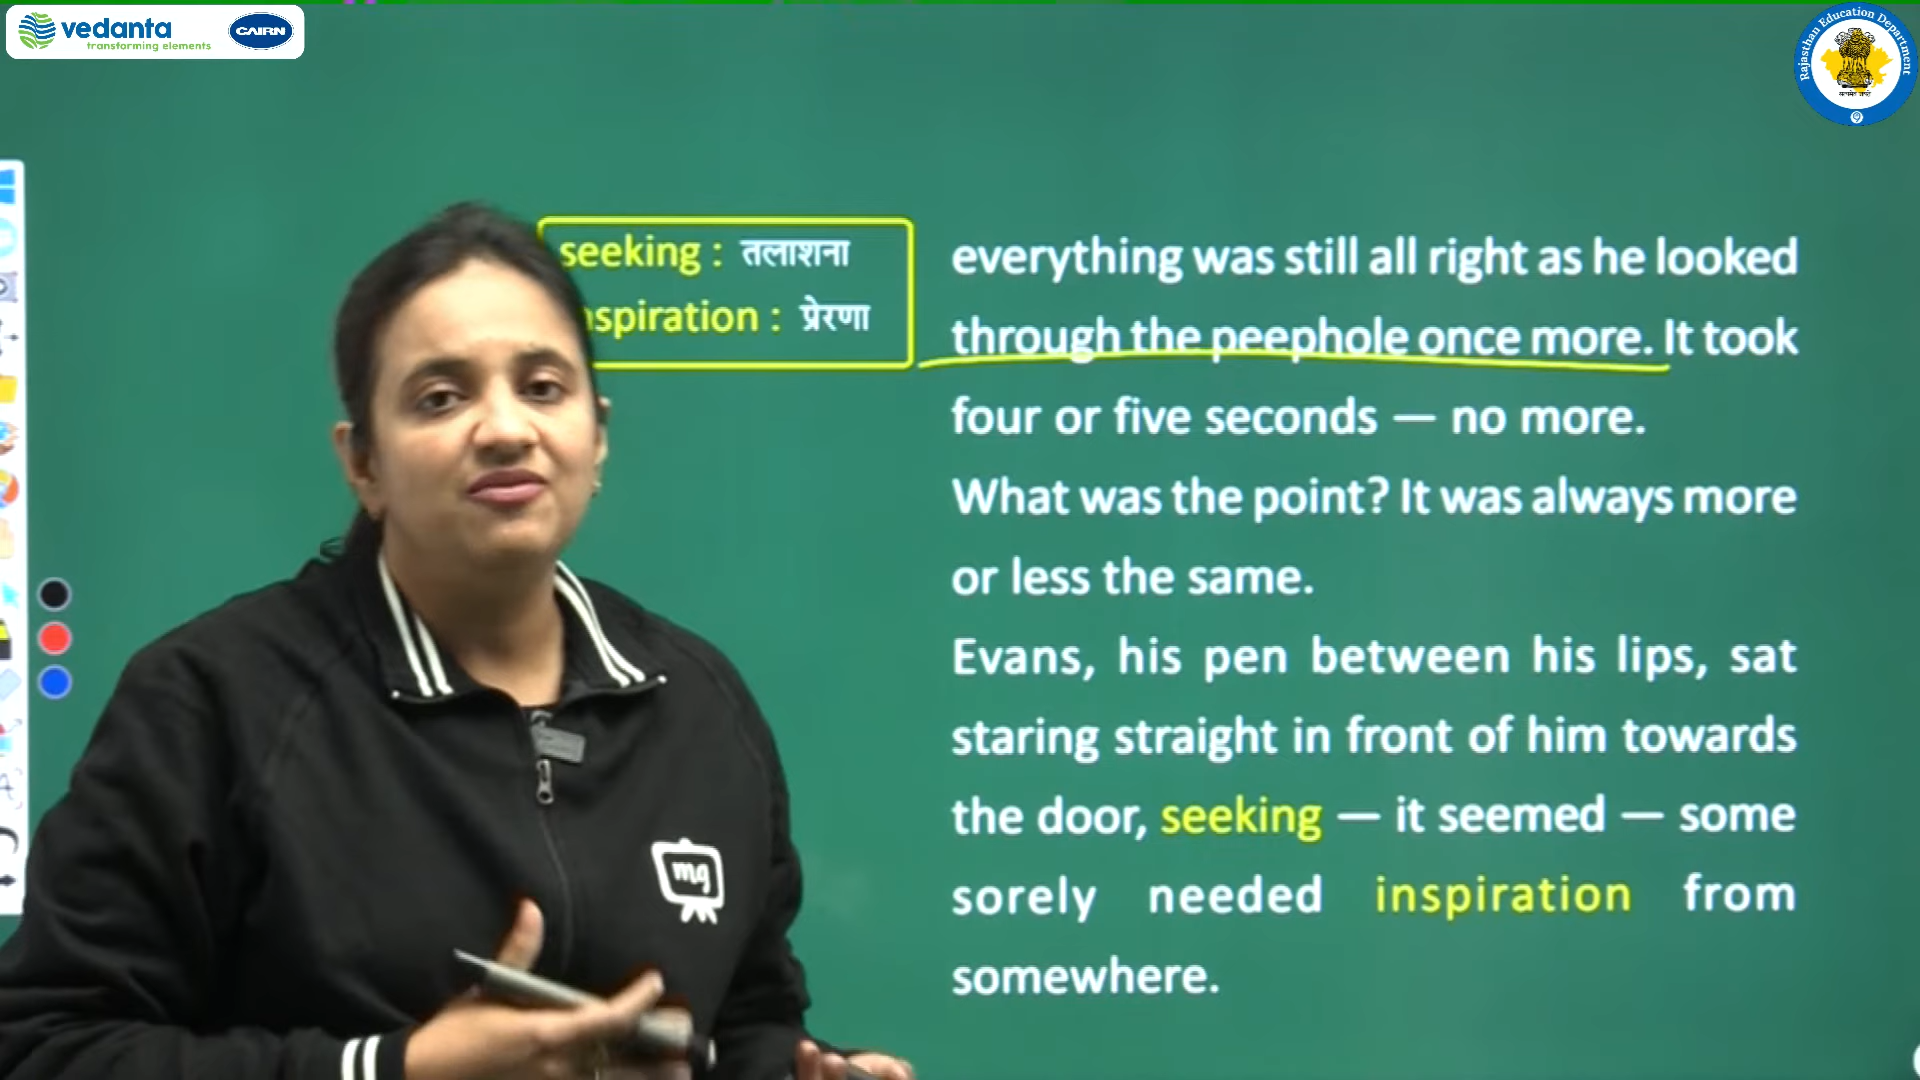 vedanta
transforming elements
CAIRN
Rajasthan Education Department
seeking : तलाशना
nspiration : प्रेरणा
everything was still all right as he looked
through the peephole once more. It took
four or five seconds — no more.
What was the point? It was always more
or less the same.
Evans, his pen between his lips, sat
staring straight in front of him towards
the door, seeking — it seemed — some
sorely needed inspiration from
somewhere.
mg